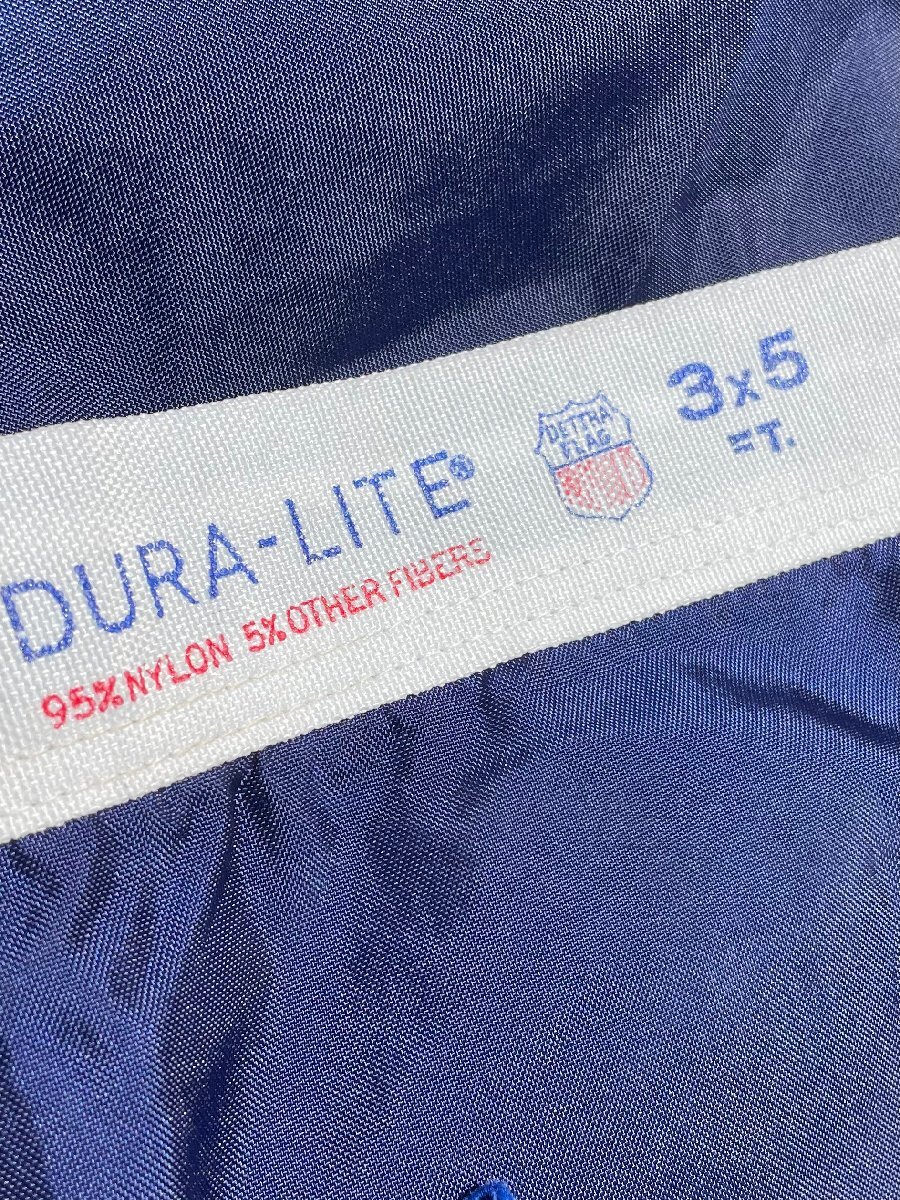 DURA-LITE®
95% NYLON 5% OTHER FIBERS
DETTRA
FLAG
3x5
FT.